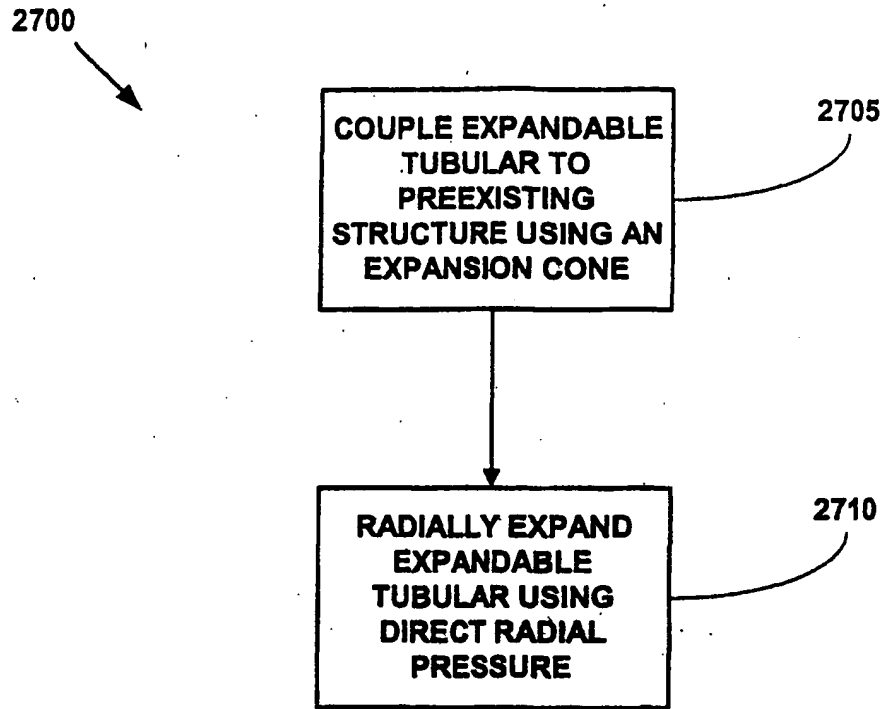 2700
COUPLE EXPANDABLE
TUBULAR TO
PREEXISTING
STRUCTURE USING AN
EXPANSION CONE
2705
RADIALLY EXPAND
EXPANDABLE
TUBULAR USING
DIRECT RADIAL
PRESSURE
2710